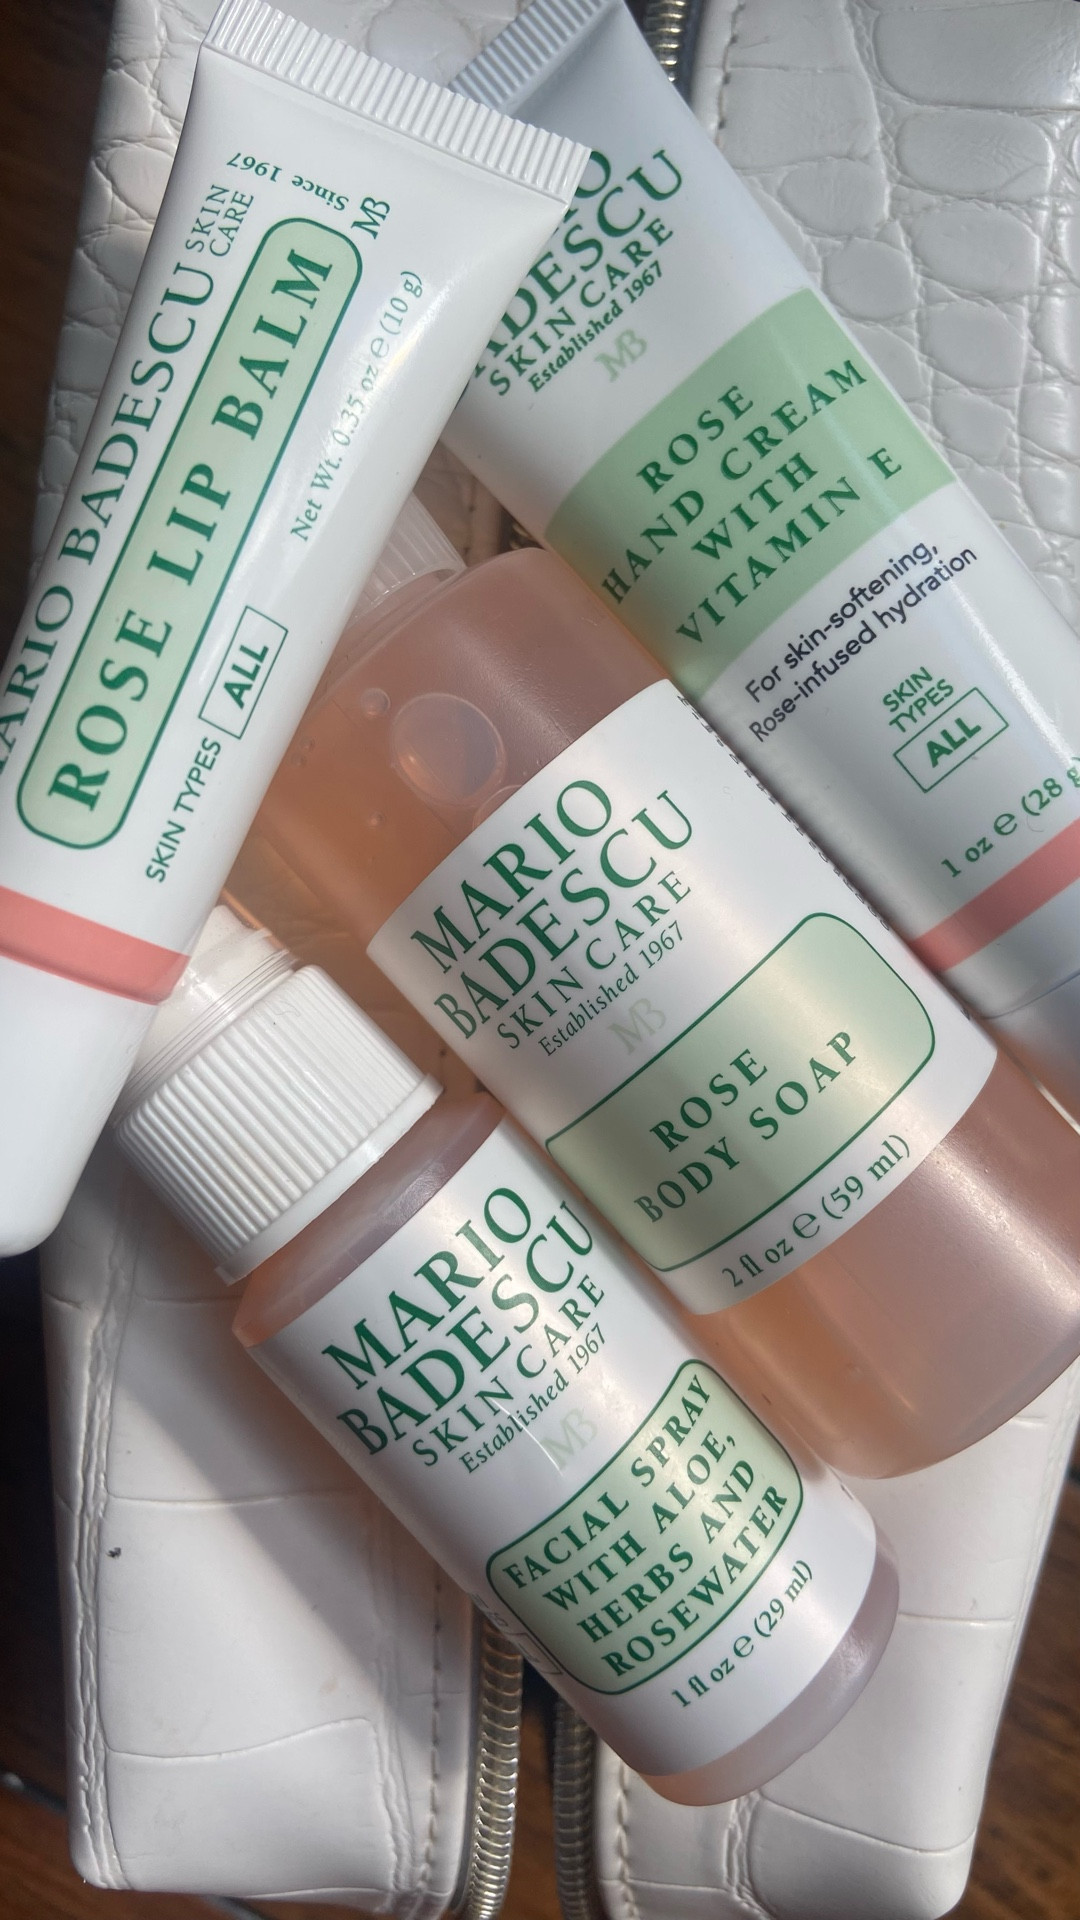 MARIO BADESCU SKIN CARE
Since 1967
MB
ROSE LIP BALM
Net Wt. 0.35 oz e (10 g)
SKIN TYPES ALL
SKIN CARE
Established 1967
MB
ROSE
HAND CREAM
WITH
VITAMIN E
For skin-softening,
Rose-infused hydration
SKIN
TYPES
ALL
1 oz e (28 g)
MARIO
BADESCU
SKIN CARE
Established 1967
MB
ROSE
BODY SOAP
2 fl oz e (59 ml)
MARIO
BADESCU
SKIN CARE
Established 1967
MB
FACIAL SPRAY
WITH ALOE,
HERBS AND
ROSEWATER
1 fl oz e (29 ml)